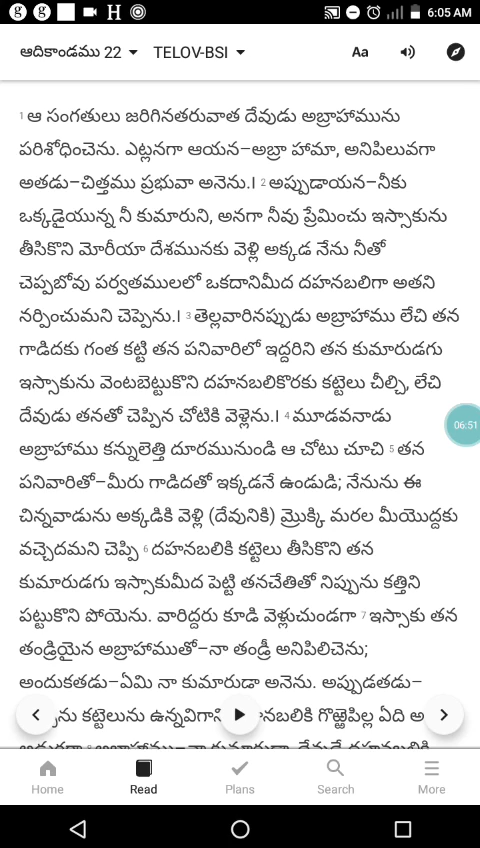 6:05 AM
ఆదికాండము 22 TELOV-BSI Aa
1 ఆ సంగతులు జరిగినతరువాత దేవుడు అబ్రాహామును
పరిశోధించెను. ఎట్లనగా ఆయన–అబ్రా హామా, అనిపిలువగా
అతడు–చిత్తము ప్రభువా అనెను.। 2 అప్పుడాయన–నీకు
ఒక్కడైయున్న నీ కుమారుని, అనగా నీవు ప్రేమించు ఇస్సాకును
తీసికొని మోరీయా దేశమునకు వెళ్లి అక్కడ నేను నీతో
చెప్పబోవు పర్వతములలో ఒకదానిమీద దహనబలిగా అతని
నర్పించుమని చెప్పెను.। 3 తెల్లవారినప్పుడు అబ్రాహాము లేచి తన
గాడిదకు గంత కట్టి తన పనివారిలో ఇద్దరిని తన కుమారుడగు
ఇస్సాకును వెంటబెట్టుకొని దహనబలికొరకు కట్టెలు చీల్చి, లేచి
దేవుడు తనతో చెప్పిన చోటికి వెళ్లెను.। 4 మూడవనాడు
06:51
అబ్రాహాము కన్నులెత్తి దూరమునుండి ఆ చోటు చూచి 5 తన
పనివారితో–మీరు గాడిదతో ఇక్కడనే ఉండుడి; నేనును ఈ
చిన్నవాడును అక్కడికి వెళ్లి (దేవునికి) మ్రొక్కి మరల మీయొద్దకు
వచ్చెదమని చెప్పి 6 దహనబలికి కట్టెలు తీసికొని తన
కుమారుడగు ఇస్సాకుమీద పెట్టి తనచేతితో నిప్పును కత్తిని
పట్టుకొని పోయెను. వారిద్దరు కూడి వెళ్లుచుండగా 7 ఇస్సాకు తన
తండ్రియైన అబ్రాహాముతో–నా తండ్రీ అనిపిలిచెను;
అందుకతడు–ఏమి నా కుమారుడా అనెను. అప్పుడతడు–
కట్టెలును గొఱ్ఱెపిల్ల ఏది
Home Read Plans Search More